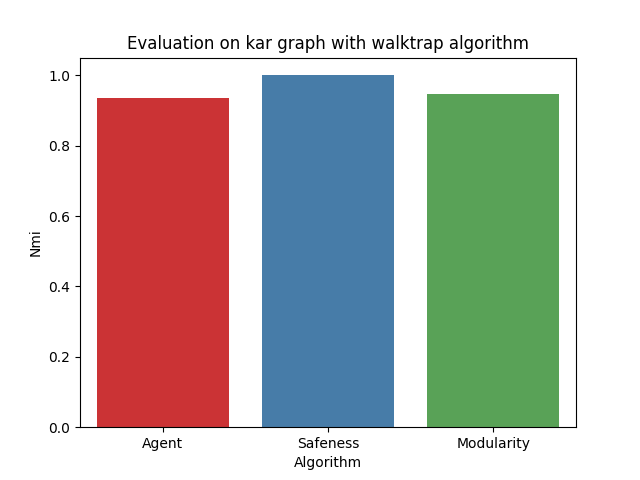 Evaluation on kar graph with walktrap algorithm
1.0
0.8
0.6
0.4
0.2
0.0
Nmi
Agent
Safeness
Modularity
Algorithm